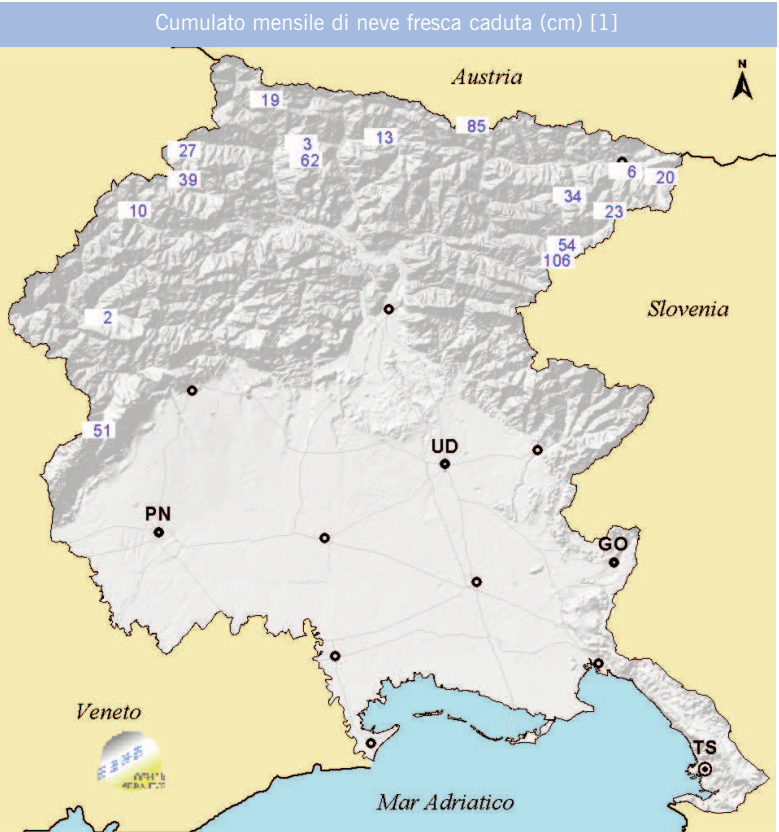 Cumulato mensile di neve fresca caduta (cm) [1]
N
Austria
19
85
3
13
27
62
6
20
39
34
10
23
54
106
Slovenia
2
51
UD
PN
GO
Veneto
TS
Mar Adriatico